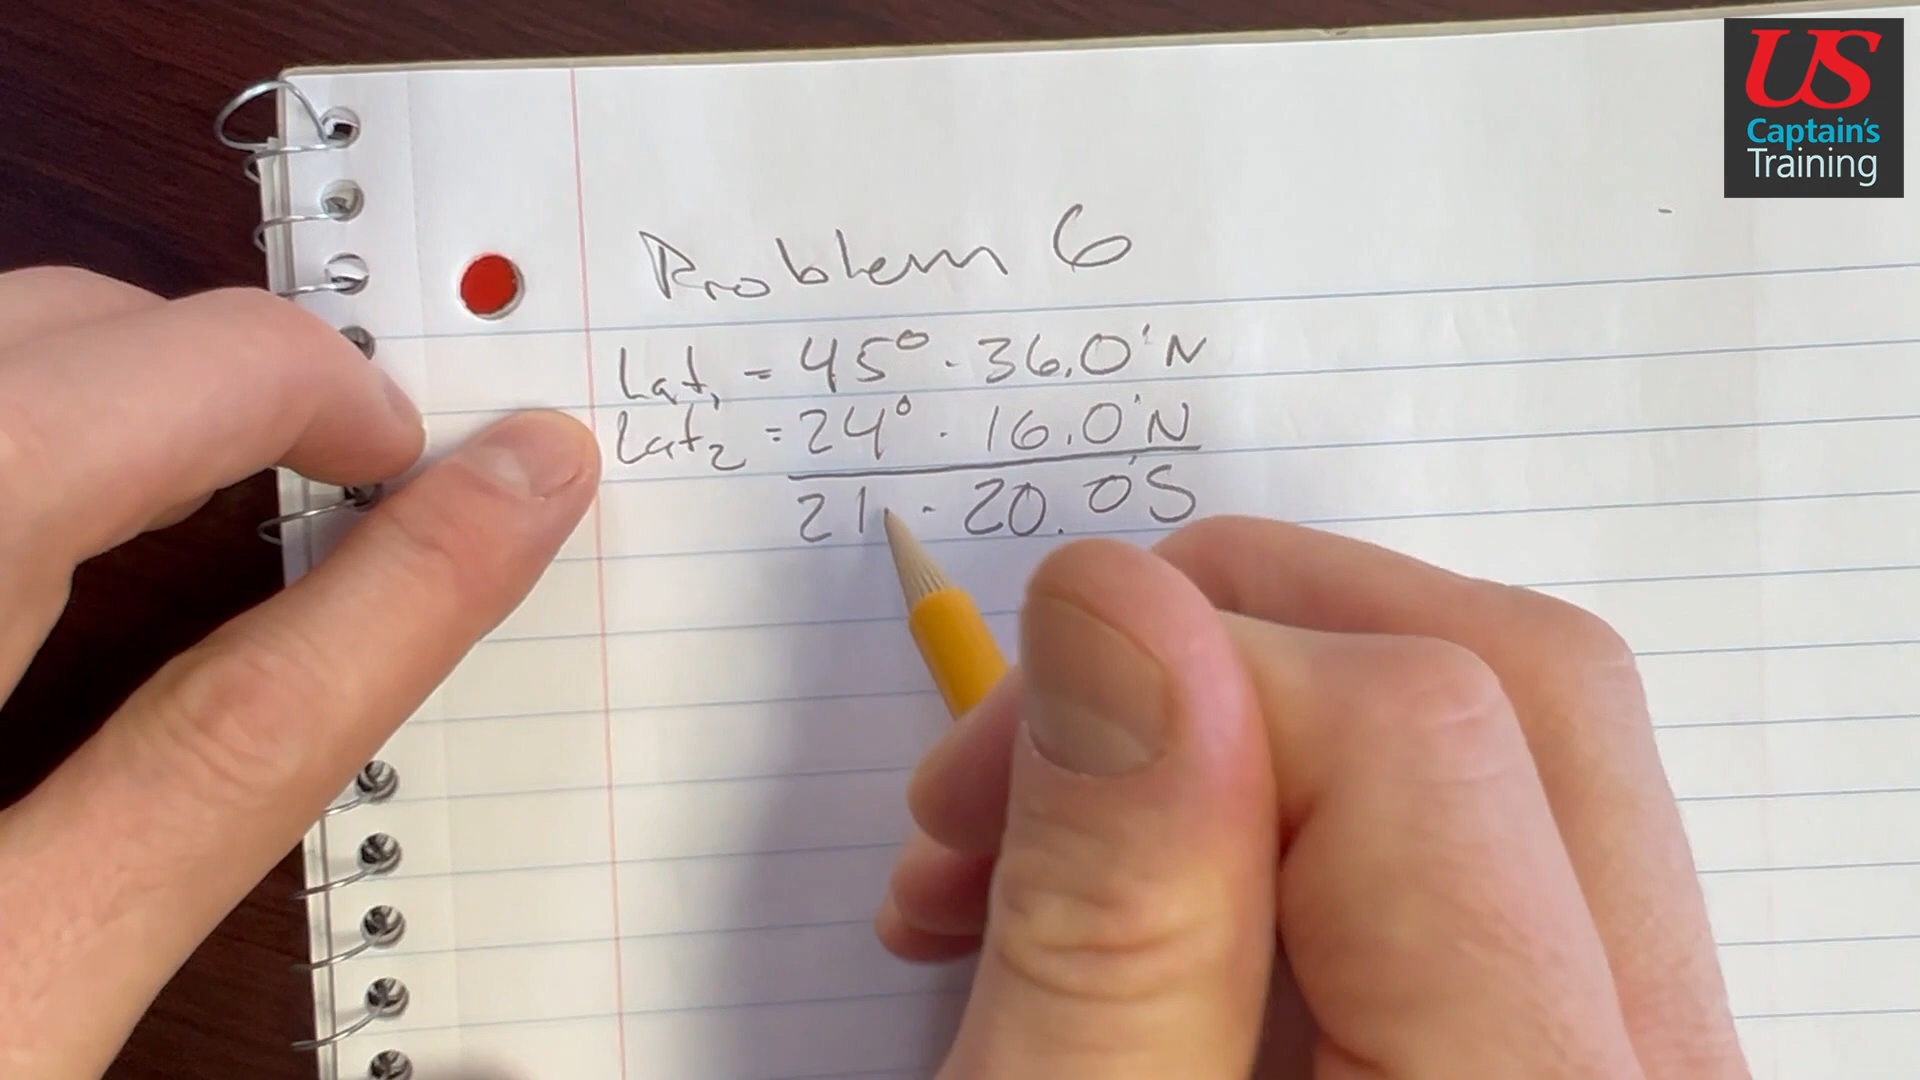 US
Captain's
Training
Problem 6
Lat₁ = 45° - 36.0' N
Lat₂ = 24° - 16.0' N
21 - 20.0' S